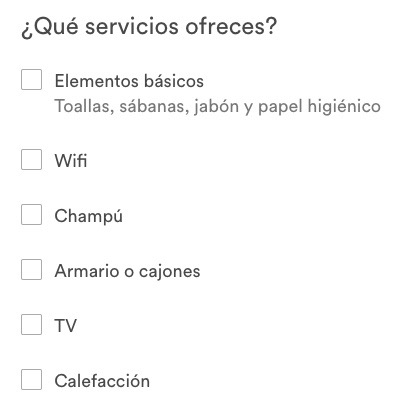 ¿Qué servicios ofreces?
Elementos básicos
Toallas, sábanas, jabón y papel higiénico
Wifi
Champú
Armario o cajones
TV
Calefacción